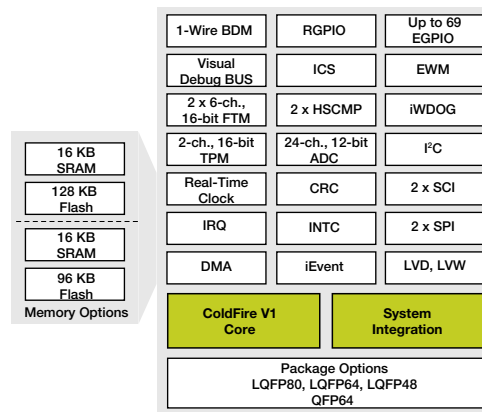 1-Wire BDM
RGPIO
Up to 69
EGPIO
Visual
Debug BUS
ICS
EWM
2 x 6-ch.,
16-bit FTM
2 x HSCMP
iWDOG
2-ch., 16-bit
TPM
24-ch., 12-bit
ADC
I²C
Real-Time
Clock
CRC
2 x SCI
IRQ
INTC
2 x SPI
DMA
iEvent
LVD, LVW
16 KB
SRAM
128 KB
Flash
16 KB
SRAM
96 KB
Flash
Memory Options
ColdFire V1
Core
System
Integration
Package Options
LQFP80, LQFP64, LQFP48
QFP64